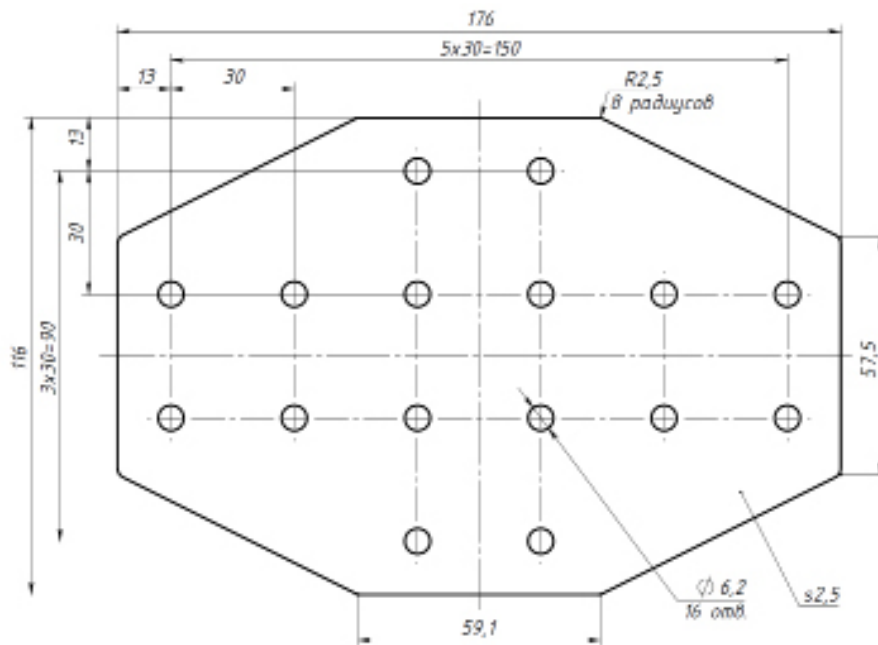 176
5x30=150
13
30
R2,5
8 радиусов
13
30
116
3x30=90
57,5
59,1
∅ 6,2
16 отв.
s2,5